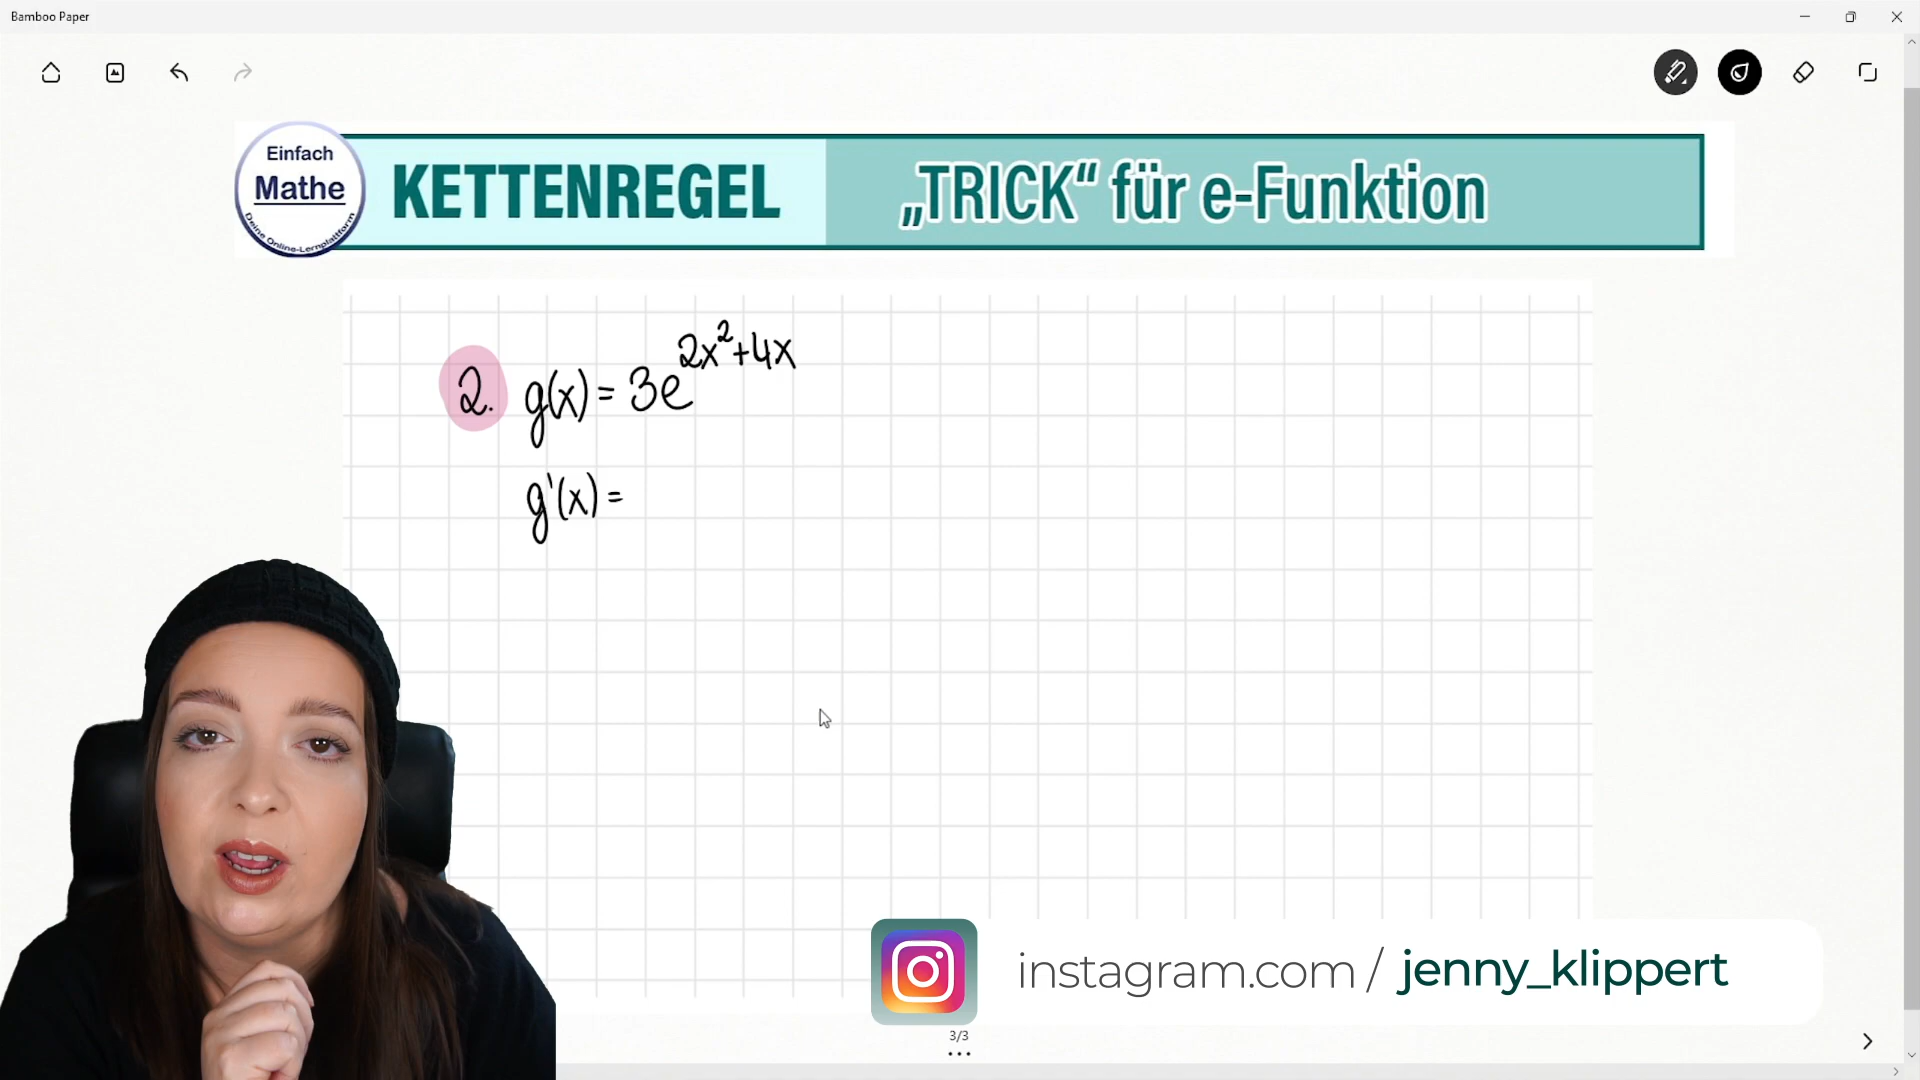 Bamboo Paper
Einfach
Mathe
Deine Online-Lernplattform
KETTENREGEL
„TRICK“ für e-Funktion
2. g(x) = 3e^{2x²+4x}
g'(x) =
instagram.com / jenny_klippert
3/3